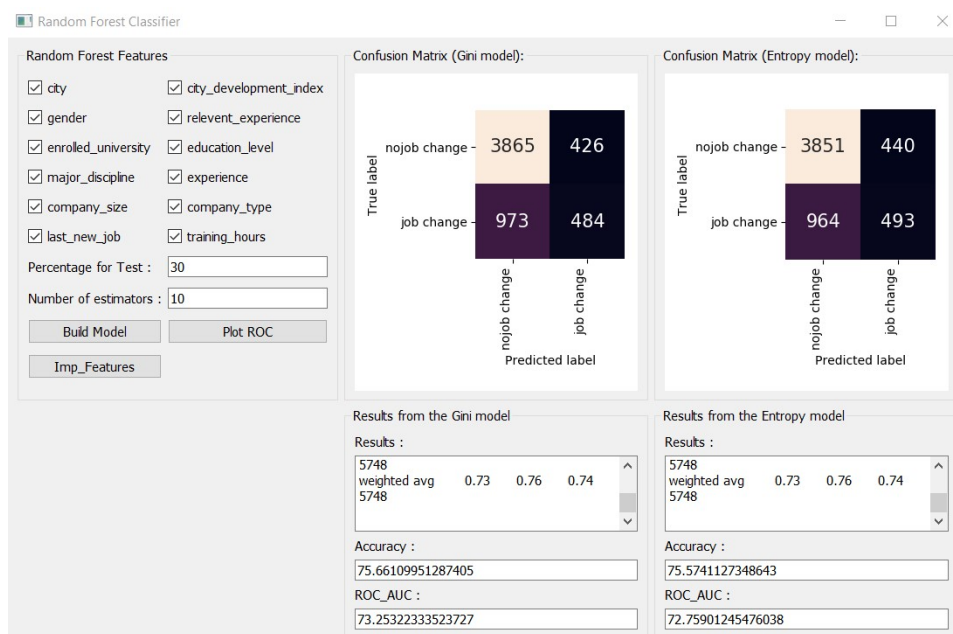 Random Forest Classifier
Random Forest Features
city
city_development_index
gender
relevent_experience
enrolled_university
education_level
major_discipline
experience
company_size
company_type
last_new_job
training_hours
Percentage for Test :
30
Number of estimators :
10
Build Model
Plot ROC
Imp_Features
Confusion Matrix (Gini model):
True label
nojob change
3865 426
job change
973 484
nojob change
job change
Predicted label
Confusion Matrix (Entropy model):
True label
nojob change
3851 440
job change
964 493
nojob change
job change
Predicted label
Results from the Gini model
Results :
5748
weighted avg 0.73 0.76 0.74
5748
Accuracy :
75.66109951287405
ROC_AUC :
73.25322333523727
Results from the Entropy model
Results :
5748
weighted avg 0.73 0.76 0.74
5748
Accuracy :
75.5741127348643
ROC_AUC :
72.75901245476038